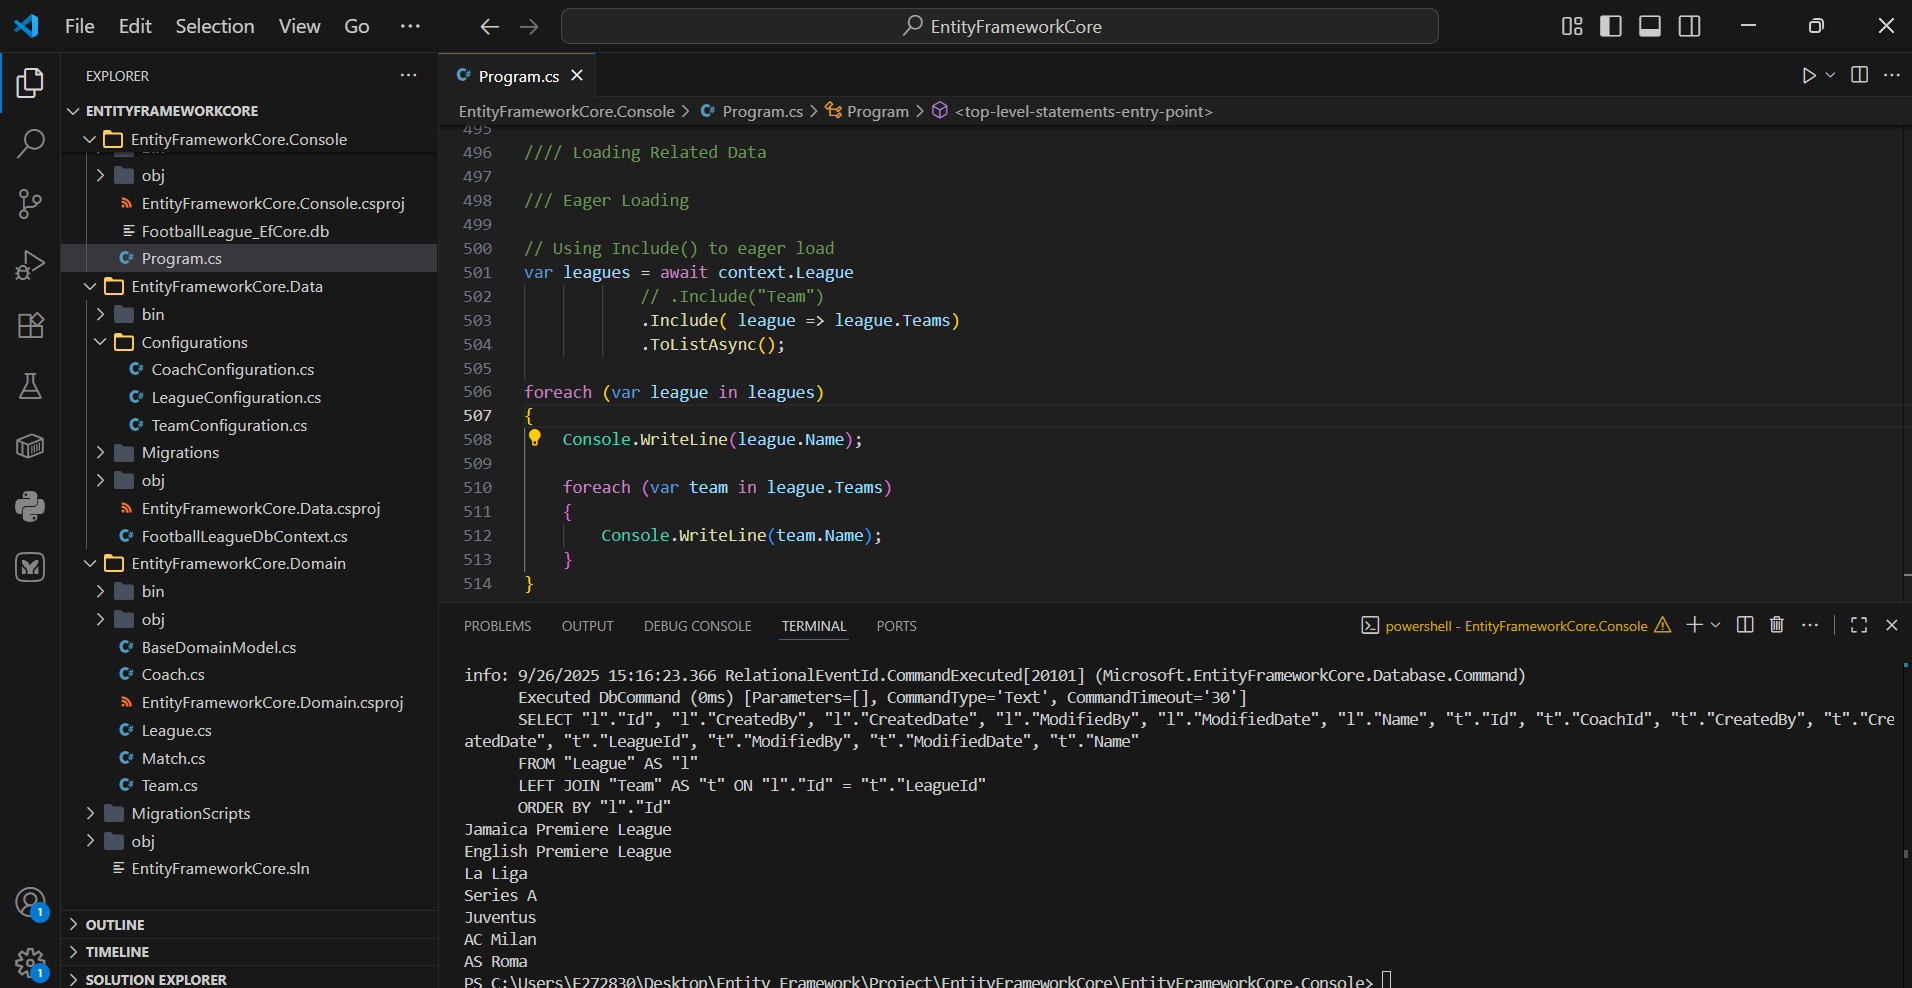 File Edit Selection View Go ···
EntityFrameworkCore
EXPLORER
ENTITYFRAMEWORKCORE
EntityFrameworkCore.Console
obj
EntityFrameworkCore.Console.csproj
FootballLeague_EfCore.db
Program.cs
EntityFrameworkCore.Data
bin
Configurations
CoachConfiguration.cs
LeagueConfiguration.cs
TeamConfiguration.cs
Migrations
obj
EntityFrameworkCore.Data.csproj
FootballLeagueDbContext.cs
EntityFrameworkCore.Domain
bin
obj
BaseDomainModel.cs
Coach.cs
EntityFrameworkCore.Domain.csproj
League.cs
Match.cs
Team.cs
MigrationScripts
obj
EntityFrameworkCore.sln
OUTLINE
TIMELINE
SOLUTION EXPLORER
1
1
Program.cs
EntityFrameworkCore.Console > Program.cs > Program > <top-level-statements-entry-point>
495
496 //// Loading Related Data
497
498 /// Eager Loading
499
500 // Using Include() to eager load
501 var leagues = await context.League
502 // .Include("Team")
503 .Include( league => league.Teams)
504 .ToListAsync();
505
506 foreach (var league in leagues)
507 {
508 Console.WriteLine(league.Name);
509
510 foreach (var team in league.Teams)
511 {
512 Console.WriteLine(team.Name);
513 }
514 }
PROBLEMS OUTPUT DEBUG CONSOLE TERMINAL PORTS
powershell - EntityFrameworkCore.Console
info: 9/26/2025 15:16:23.366 RelationalEventId.CommandExecuted[20101] (Microsoft.EntityFrameworkCore.Database.Command)
Executed DbCommand (0ms) [Parameters=[], CommandType='Text', CommandTimeout='30']
SELECT "l"."Id", "l"."CreatedBy", "l"."CreatedDate", "l"."ModifiedBy", "l"."ModifiedDate", "l"."Name", "t"."Id", "t"."CoachId", "t"."CreatedBy", "t"."Cre
atedDate", "t"."LeagueId", "t"."ModifiedBy", "t"."ModifiedDate", "t"."Name"
FROM "League" AS "l"
LEFT JOIN "Team" AS "t" ON "l"."Id" = "t"."LeagueId"
ORDER BY "l"."Id"
Jamaica Premiere League
English Premiere League
La Liga
Series A
Juventus
AC Milan
AS Roma
PS C:\Users\F272830\Desktop\Entity Framework\Project\EntityFrameworkCore\EntityFrameworkCore.Console>